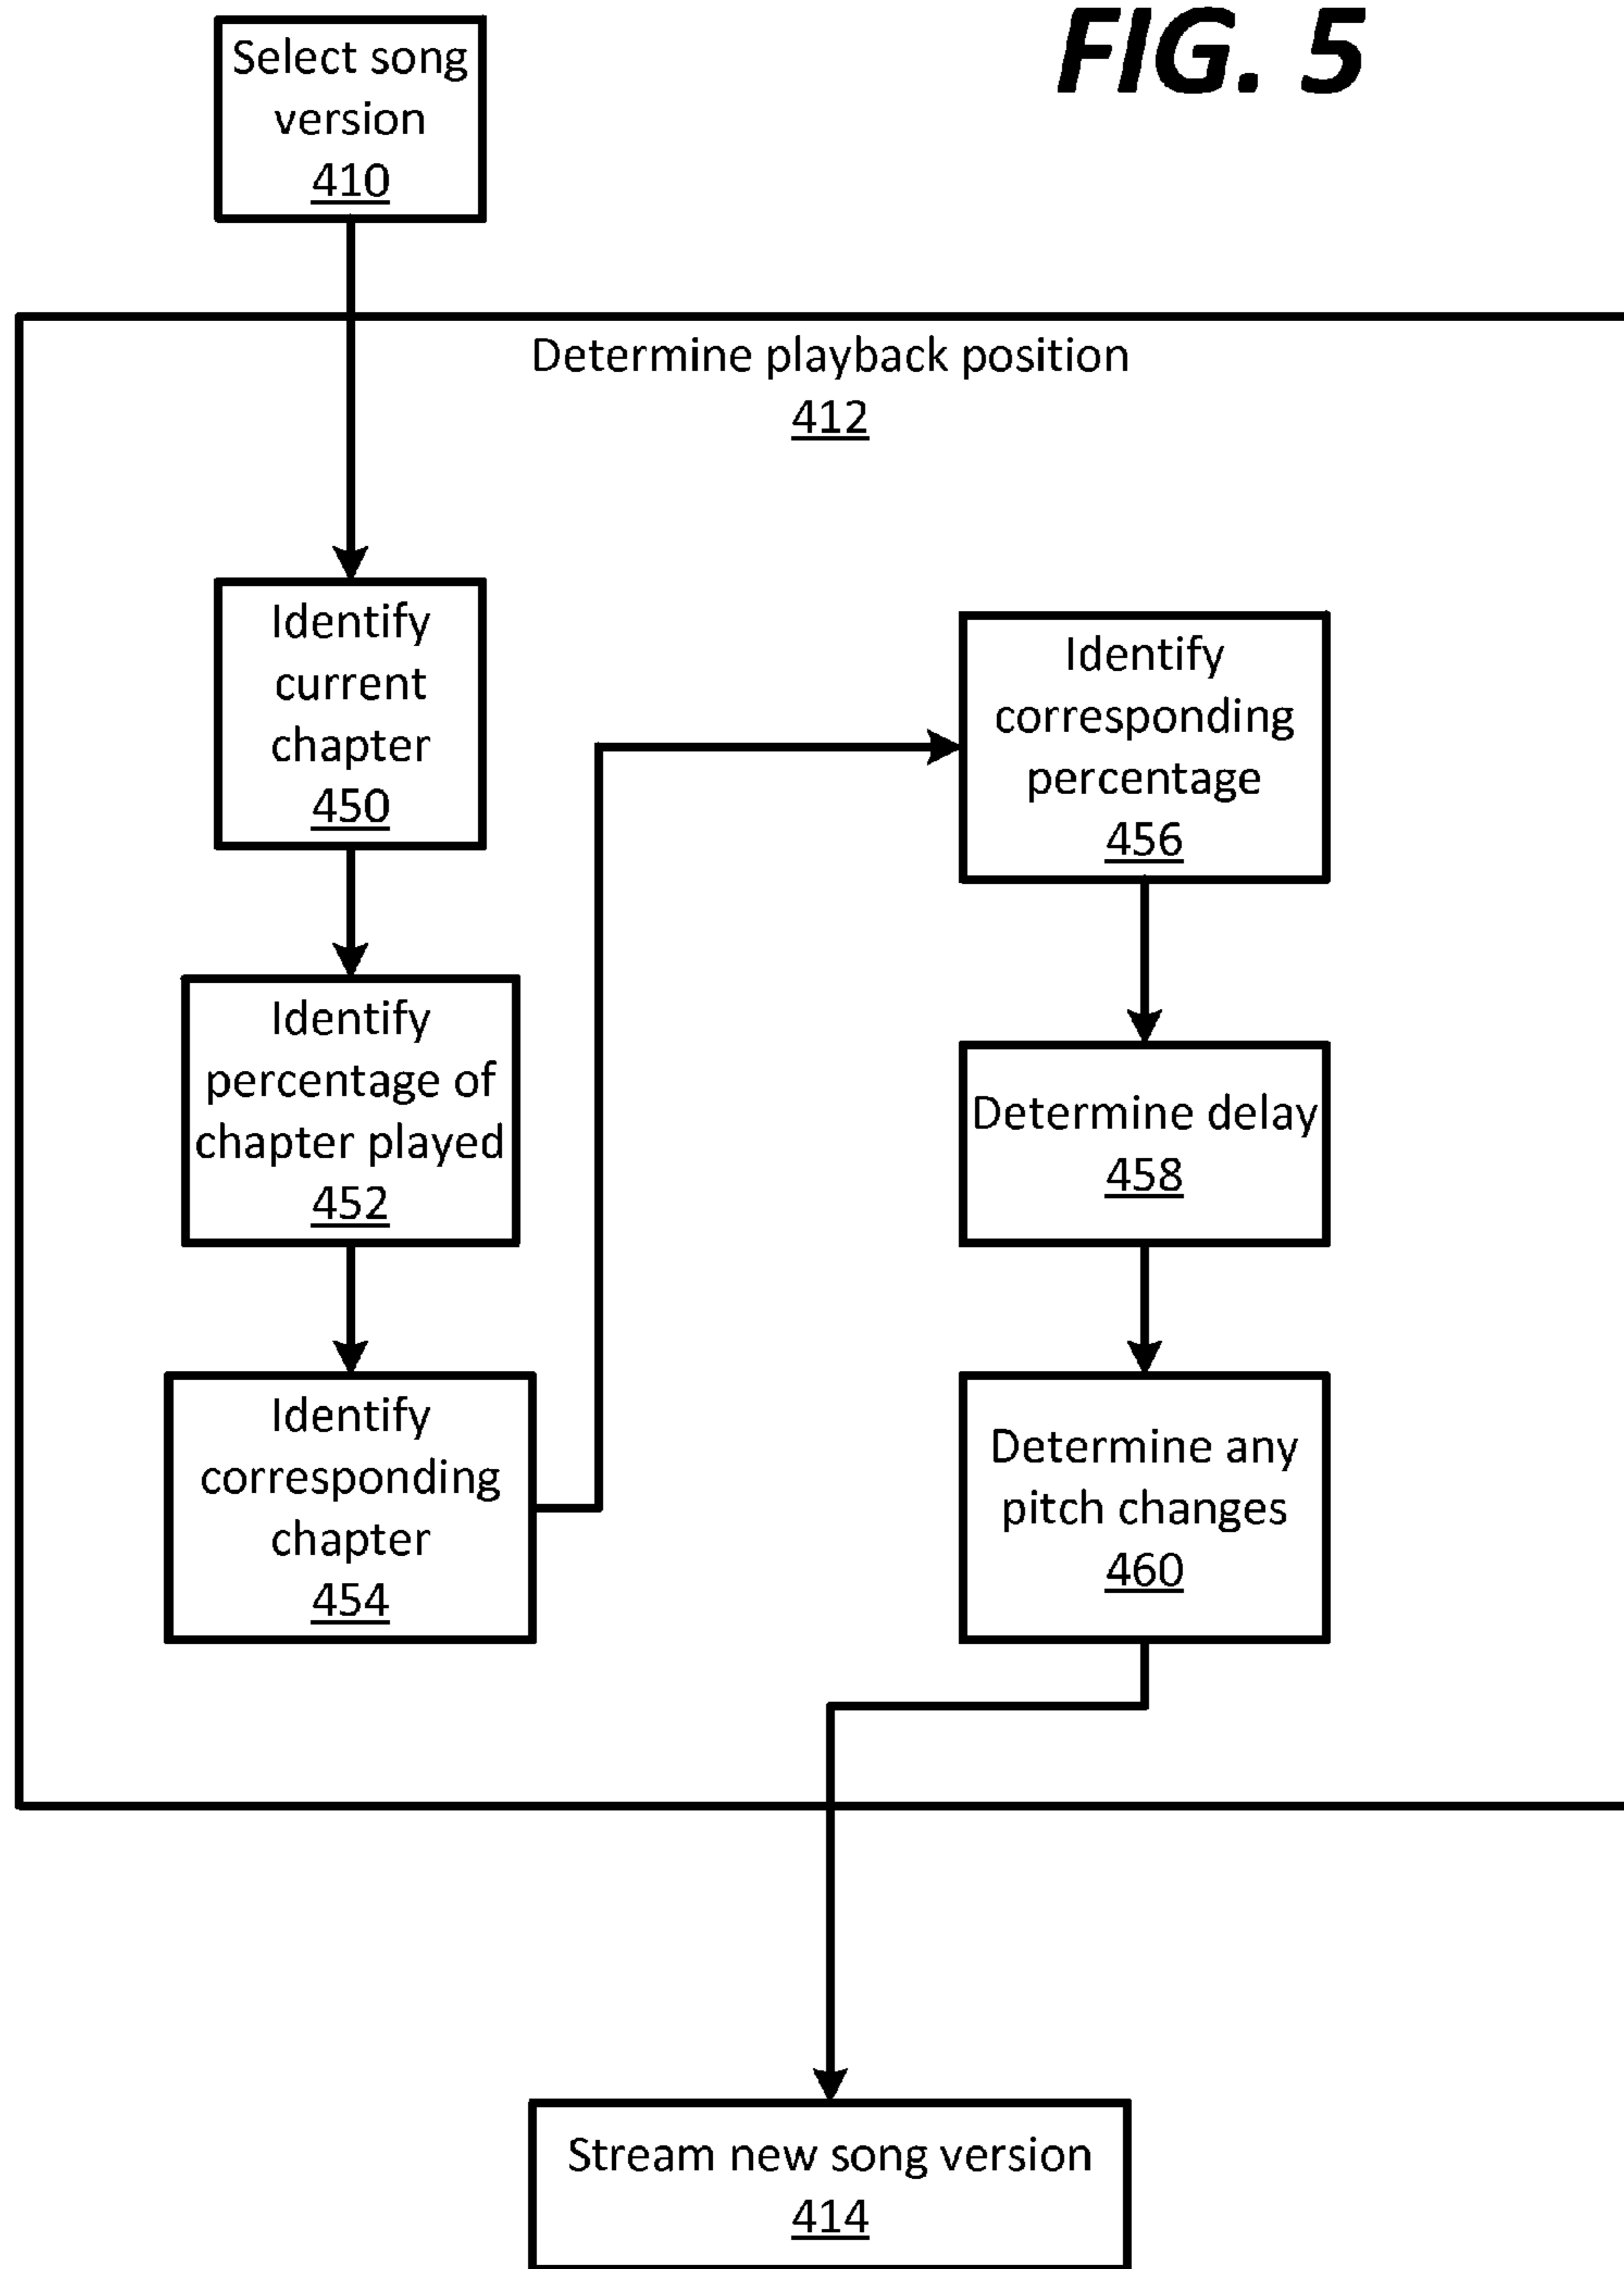 FIG. 5
Select song
version
410
Determine playback position
412
Identify
current
chapter
450
Identify
percentage of
chapter played
452
Identify
corresponding
chapter
454
Identify
corresponding
percentage
456
Determine delay
458
Determine any
pitch changes
460
Stream new song version
414